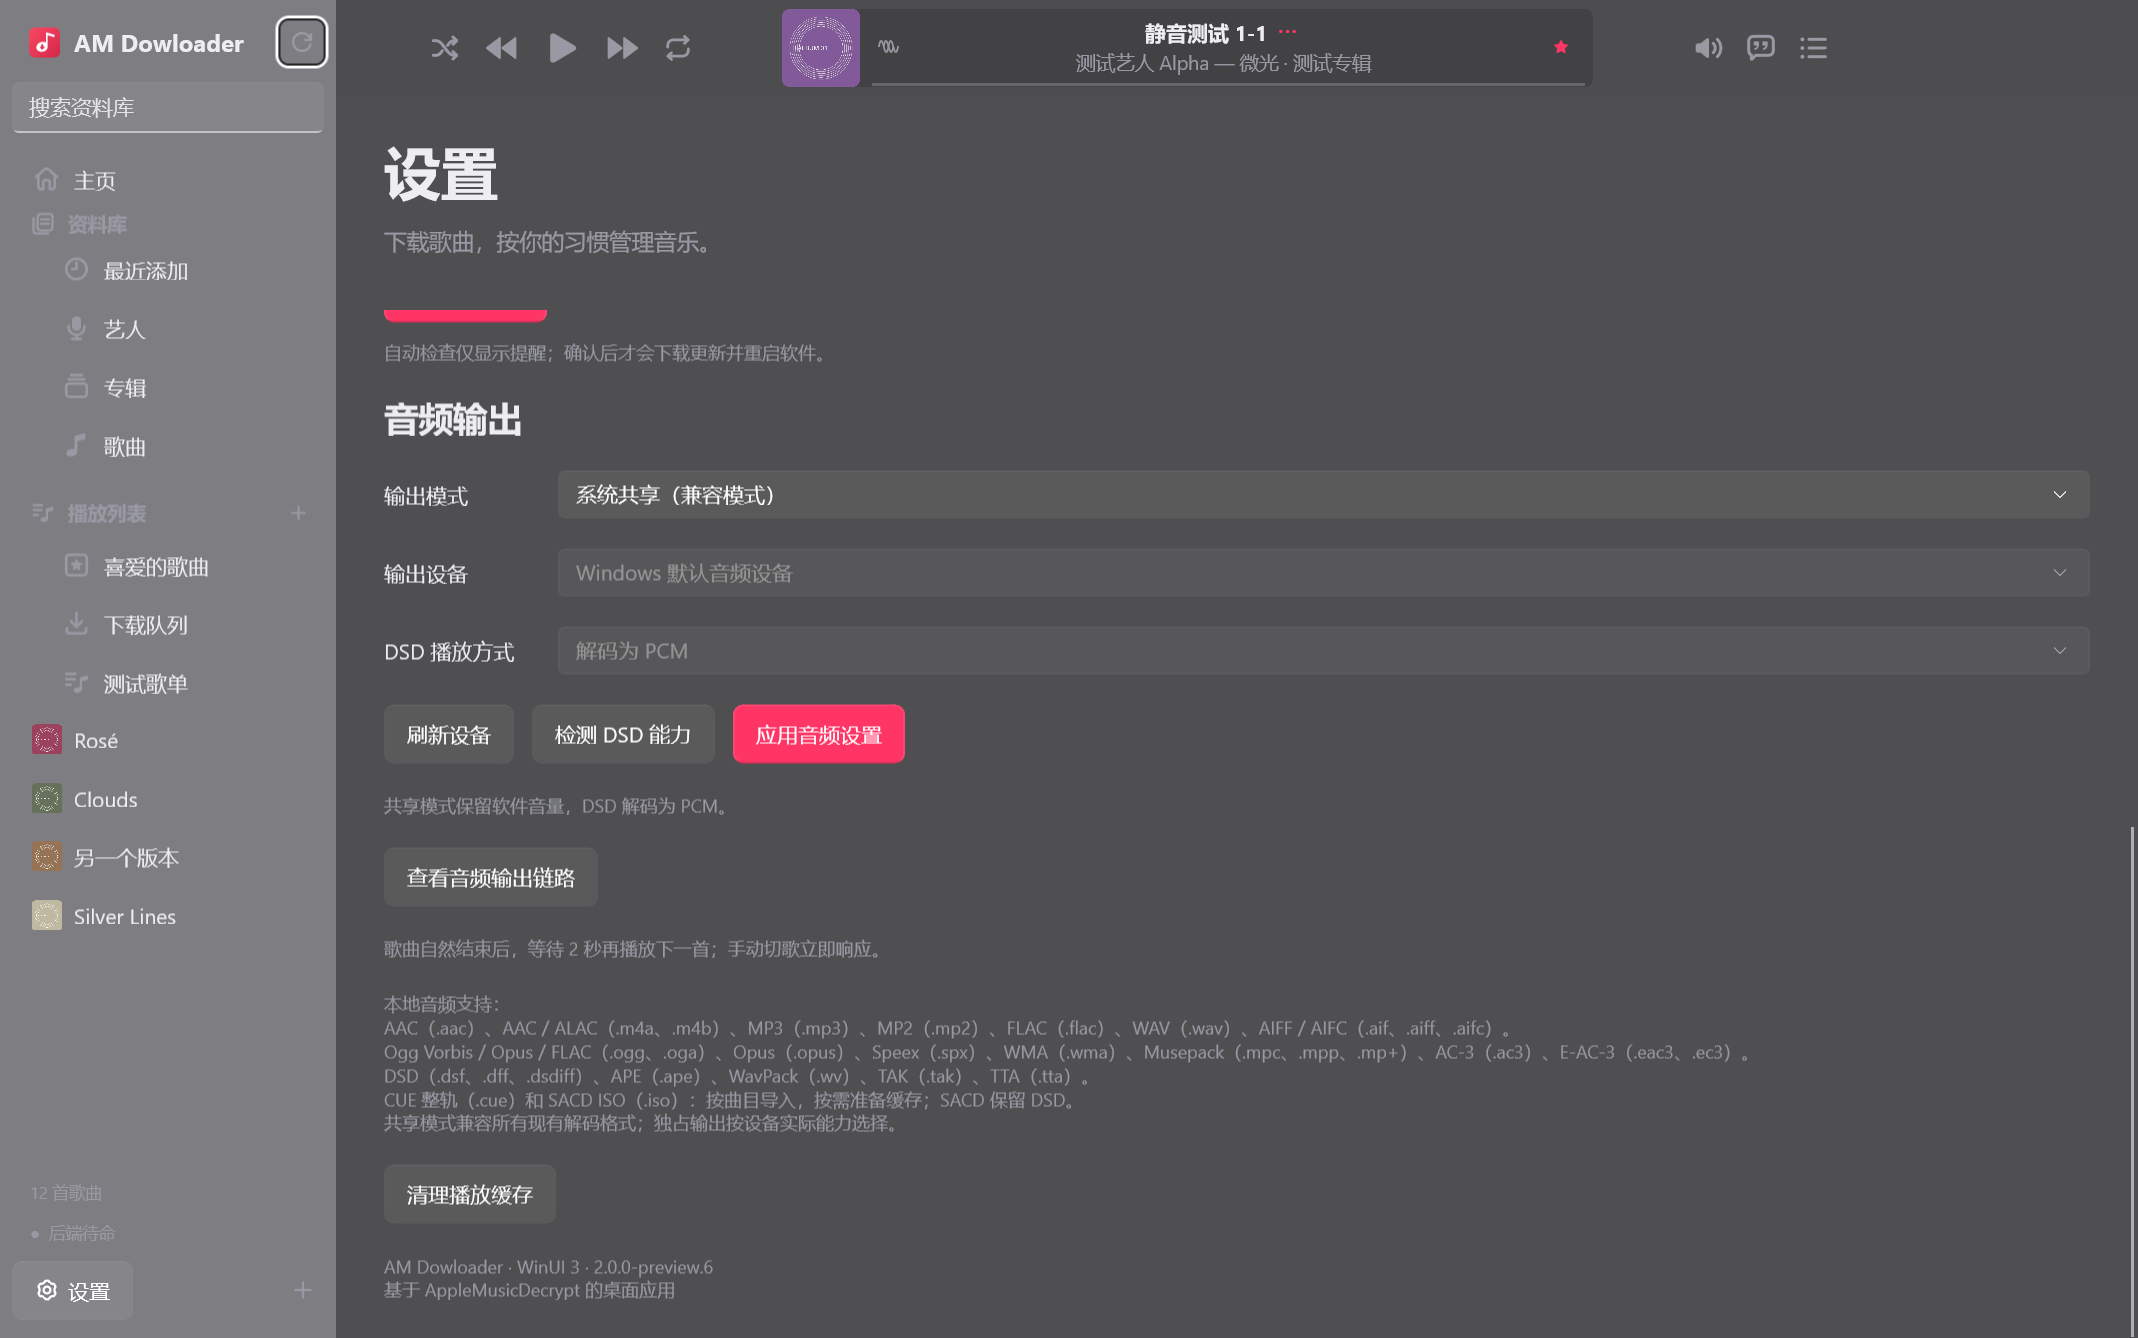 AM Dowloader
搜索资料库
主页
资料库
最近添加
艺人
专辑
歌曲
播放列表
喜爱的歌曲
下载队列
测试歌单
Rosé
Clouds
另一个版本
Silver Lines
12 首歌曲
后端待命
设置
静音测试 1-1
测试艺人 Alpha — 微光 · 测试专辑
设置
下载歌曲，按你的习惯管理音乐。
自动检查仅显示提醒；确认后才会下载更新并重启软件。
音频输出
输出模式
系统共享（兼容模式）
输出设备
Windows 默认音频设备
DSD 播放方式
解码为 PCM
刷新设备
检测 DSD 能力
应用音频设置
共享模式保留软件音量，DSD 解码为 PCM。
查看音频输出链路
歌曲自然结束后，等待 2 秒再播放下一首；手动切歌立即响应。
本地音频支持：
AAC（.aac）、AAC / ALAC（.m4a、.m4b）、MP3（.mp3）、MP2（.mp2）、FLAC（.flac）、WAV（.wav）、AIFF / AIFC（.aif、.aiff、.aifc）。
Ogg Vorbis / Opus / FLAC（.ogg、.oga）、Opus（.opus）、Speex（.spx）、WMA（.wma）、Musepack（.mpc、.mpp、.mp+）、AC-3（.ac3）、E-AC-3（.eac3、.ec3）。
DSD（.dsf、.dff、.dsdiff）、APE（.ape）、WavPack（.wv）、TAK（.tak）、TTA（.tta）。
CUE 整轨（.cue）和 SACD ISO（.iso）：按曲目导入，按需准备缓存；SACD 保留 DSD。
共享模式兼容所有现有解码格式；独占输出按设备实际能力选择。
清理播放缓存
AM Dowloader · WinUI 3 · 2.0.0-preview.6
基于 AppleMusicDecrypt 的桌面应用